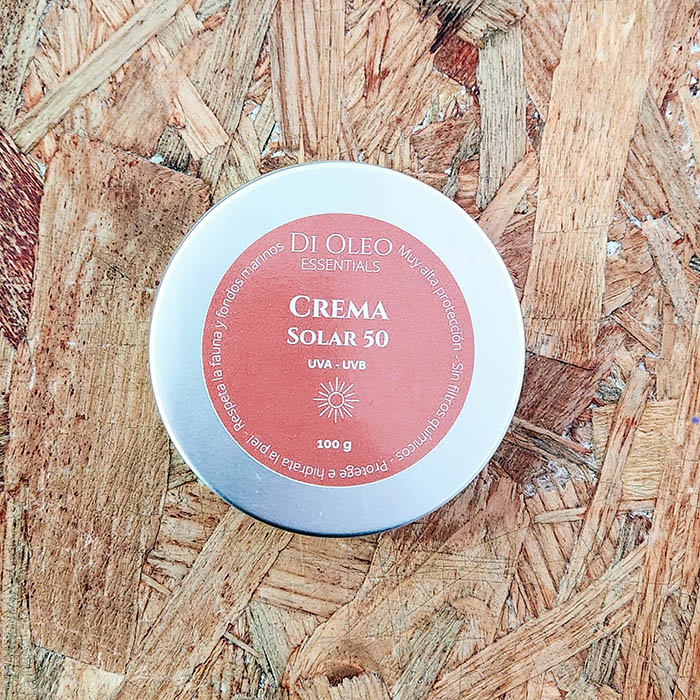 DI OLEO
ESSENTIALS
CREMA
SOLAR 50
UVA - UVB
100 g
Muy alta protección - Sin filtros químicos - Protege e hidrata la piel - Respeta la fauna y fondos marinos